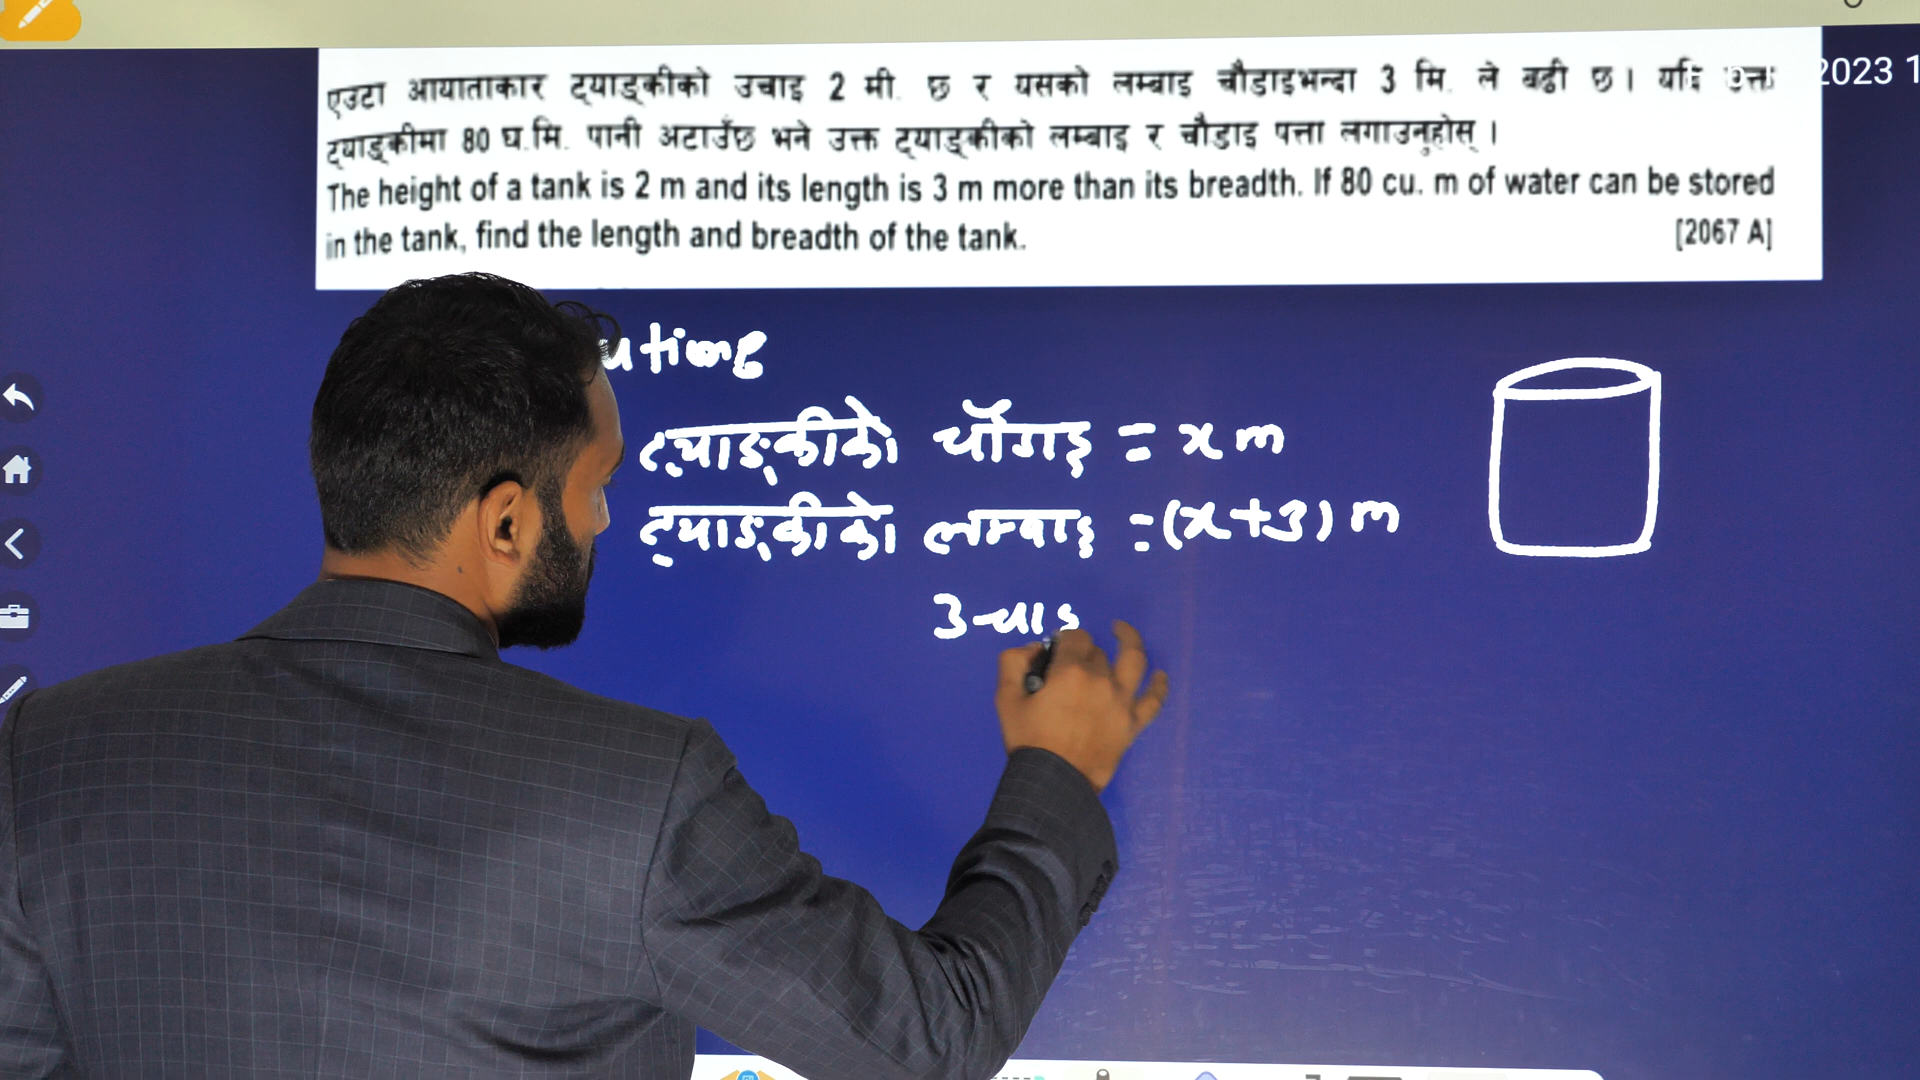 एउटा आयाताकार ट्याङ्कीको उचाइ 2 मी. छ र यसको लम्बाइ चौडाइभन्दा 3 मि. ले बढी छ। यदि उक्त
2023 1
ट्याङ्कीमा 80 घ.मि. पानी अटाउँछ भने उक्त ट्याङ्कीको लम्बाइ र चौडाइ पत्ता लगाउनुहोस्।
The height of a tank is 2 m and its length is 3 m more than its breadth. If 80 cu. m of water can be stored
in the tank, find the length and breadth of the tank. [2067 A]
ट्याङ्कीको = x m
ट्याङ्कीको लम्बाइ = (x+3) m